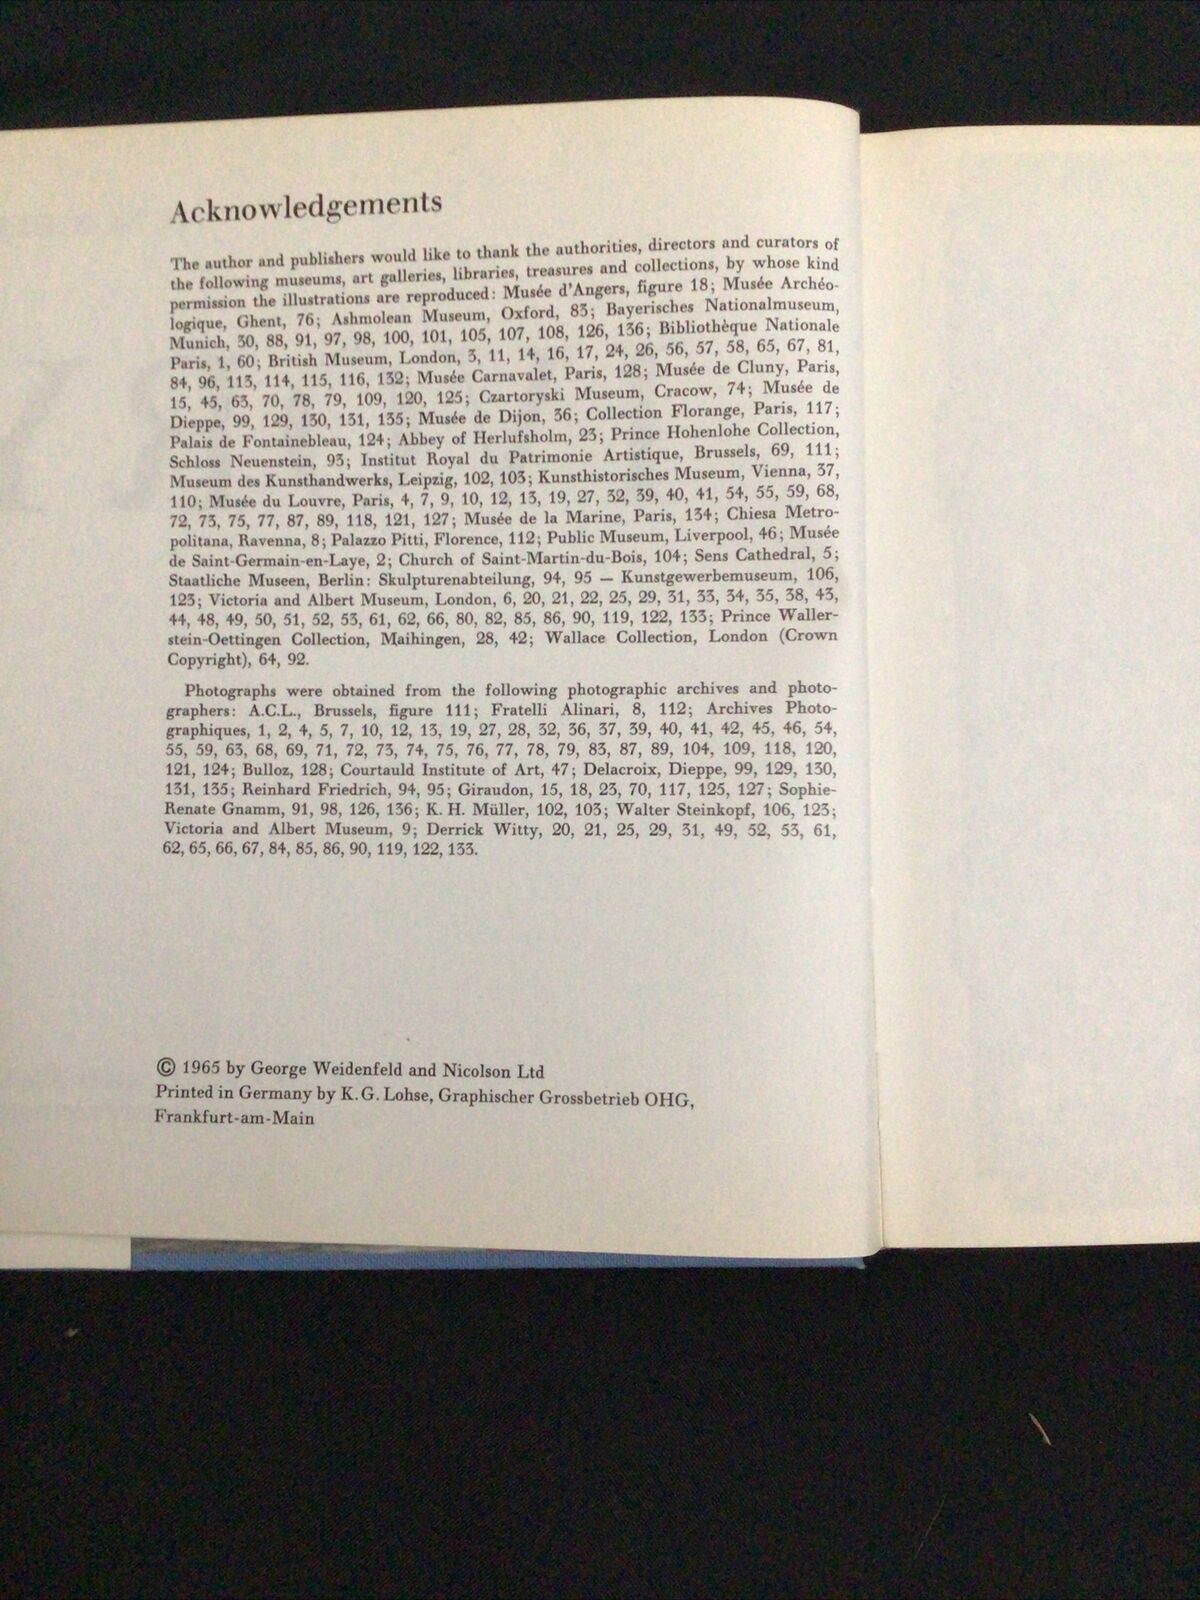 Acknowledgements
The author and publishers would like to thank the authorities, directors and curators of
the following museums, art galleries, libraries, treasures and collections, by whose kind
permission the illustrations are reproduced: Musée d'Angers, figure 18; Musée Archéo-
logique, Ghent, 76; Ashmolean Museum, Oxford, 83; Bayerisches Nationalmuseum,
Munich, 30, 88, 91, 97, 98, 100, 101, 105, 107, 108, 126, 136; Bibliothèque Nationale
Paris, 1, 60; British Museum, London, 3, 11, 14, 16, 17, 24, 26, 56, 57, 58, 65, 67, 81,
84, 96, 113, 114, 115, 116, 132; Musée Carnavalet, Paris, 128; Musée de Cluny, Paris,
15, 45, 63, 70, 78, 79, 109, 120, 125; Czartoryski Museum, Cracow, 74; Musée de
Dieppe, 99, 129, 130, 131, 135; Musée de Dijon, 36; Collection Florange, Paris, 117;
Palais de Fontainebleau, 124; Abbey of Herlufsholm, 23; Prince Hohenlohe Collection,
Schloss Neuenstein, 93; Institut Royal du Patrimonie Artistique, Brussels, 69, 111;
Museum des Kunsthandwerks, Leipzig, 102, 103; Kunsthistorisches Museum, Vienna, 37,
110; Musée du Louvre, Paris, 4, 7, 9, 10, 12, 13, 19, 27, 32, 39, 40, 41, 54, 55, 59, 68,
72, 73, 75, 77, 87, 89, 118, 121, 127; Musée de la Marine, Paris, 134; Chiesa Metro-
politana, Ravenna, 8; Palazzo Pitti, Florence, 112; Public Museum, Liverpool, 46; Musée
de Saint-Germain-en-Laye, 2; Church of Saint-Martin-du-Bois, 104; Sens Cathedral, 5;
Staatliche Museen, Berlin: Skulpturenabteilung, 94, 95 — Kunstgewerbemuseum, 106,
123; Victoria and Albert Museum, London, 6, 20, 21, 22, 25, 29, 31, 33, 34, 35, 38, 43,
44, 48, 49, 50, 51, 52, 53, 61, 62, 66, 80, 82, 85, 86, 90, 119, 122, 133; Prince Waller-
stein-Oettingen Collection, Maihingen, 28, 42; Wallace Collection, London (Crown
Copyright), 64, 92.
Photographs were obtained from the following photographic archives and photo-
graphers: A.C.L., Brussels, figure 111; Fratelli Alinari, 8, 112; Archives Photo-
graphiques, 1, 2, 4, 5, 7, 10, 12, 13, 19, 27, 28, 32, 36, 37, 39, 40, 41, 42, 45, 46, 54,
55, 59, 63, 68, 69, 71, 72, 73, 74, 75, 76, 77, 78, 79, 83, 87, 89, 104, 109, 118, 120,
121, 124; Bulloz, 128; Courtauld Institute of Art, 47; Delacroix, Dieppe, 99, 129, 130,
131, 135; Reinhard Friedrich, 94, 95; Giraudon, 15, 18, 23, 70, 117, 125, 127; Sophie-
Renate Gnamm, 91, 98, 126, 136; K. H. Müller, 102, 103; Walter Steinkopf, 106, 123;
Victoria and Albert Museum, 9; Derrick Witty, 20, 21, 25, 29, 31, 49, 52, 53, 61,
62, 65, 66, 67, 84, 85, 86, 90, 119, 122, 133.
© 1965 by George Weidenfeld and Nicolson Ltd
Printed in Germany by K. G. Lohse, Graphischer Grossbetrieb OHG,
Frankfurt-am-Main